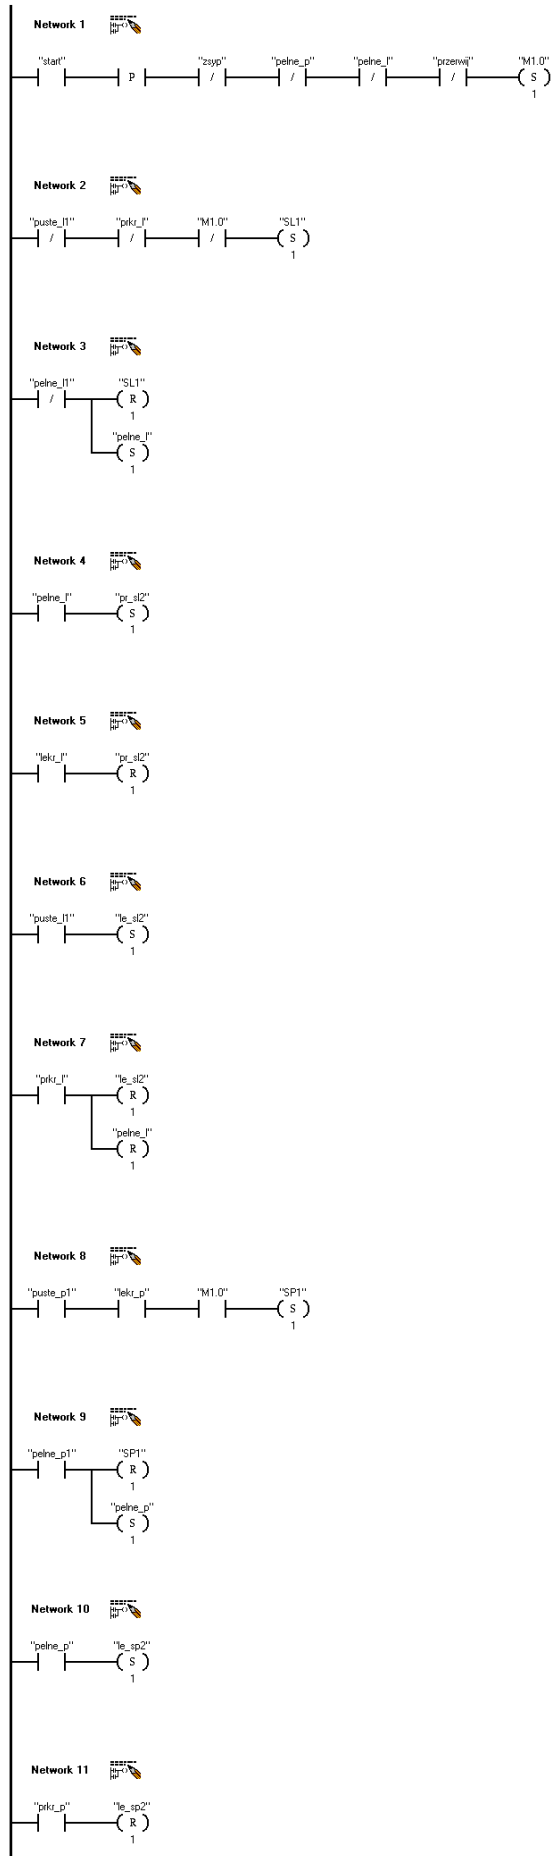 Network 1
"start" "zsyp" "pelne_p" "pelne_l" "przerwij" "M1.0"
P / / / / S
1
Network 2
"puste_l1" "prkr_l" "M1.0" "SL1"
/ / / S
1
Network 3
"pelne_l1" "SL1"
/ R
1
"pelne_l"
S
1
Network 4
"pelne_l" "pr_sl2"
S
1
Network 5
"lekr_l" "pr_sl2"
R
1
Network 6
"puste_l1" "le_sl2"
S
1
Network 7
"prkr_l" "le_sl2"
R
1
"pelne_l"
R
1
Network 8
"puste_p1" "lekr_p" "M1.0" "SP1"
S
1
Network 9
"pelne_p1" "SP1"
R
1
"pelne_p"
S
1
Network 10
"pelne_p" "le_sp2"
S
1
Network 11
"prkr_p" "le_sp2"
R
1